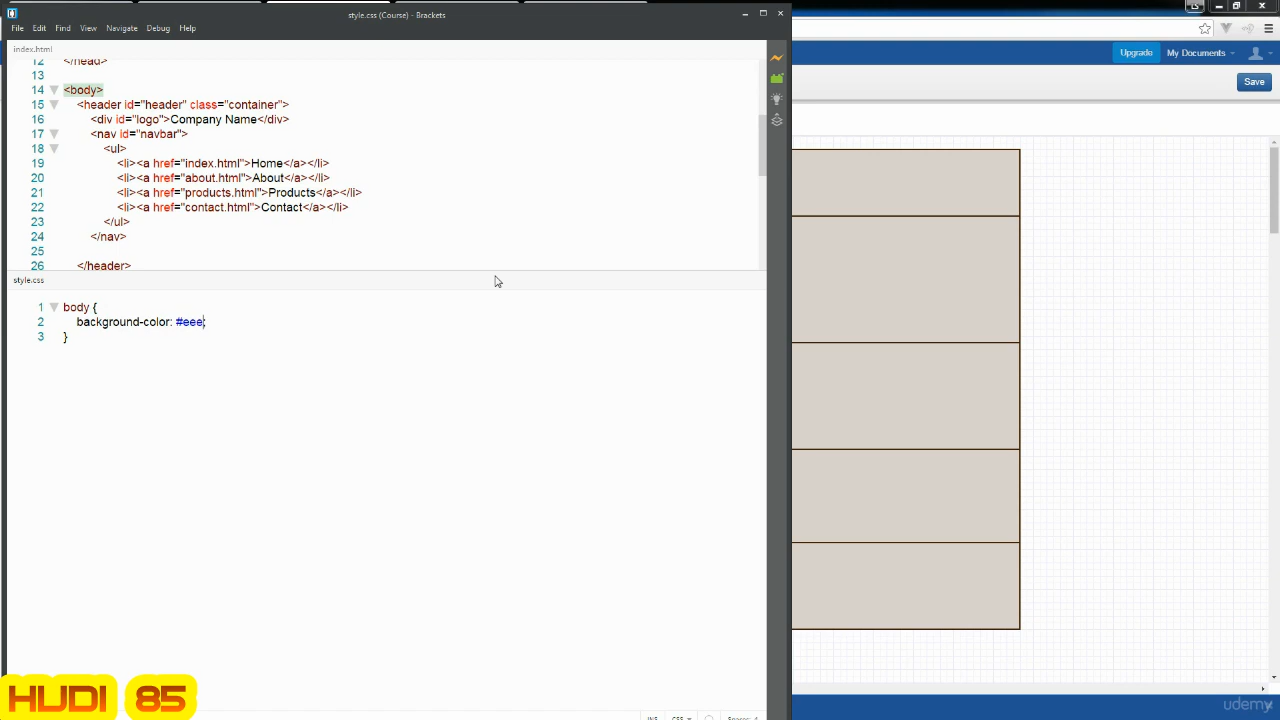 style.css (Course) - Brackets
File Edit Find View Navigate Debug Help
index.html
Upgrade My Documents
Save
12 </head>
13
14 <body>
15 <header id="header" class="container">
16 <div id="logo">Company Name</div>
17 <nav id="navbar">
18 <ul>
19 <li><a href="index.html">Home</a></li>
20 <li><a href="about.html">About</a></li>
21 <li><a href="products.html">Products</a></li>
22 <li><a href="contact.html">Contact</a></li>
23 </ul>
24 </nav>
25
26 </header>
style.css
1 body {
2 background-color: #eee;
3 }
HUDI 85
udemy
INS CSS Spaces: 4